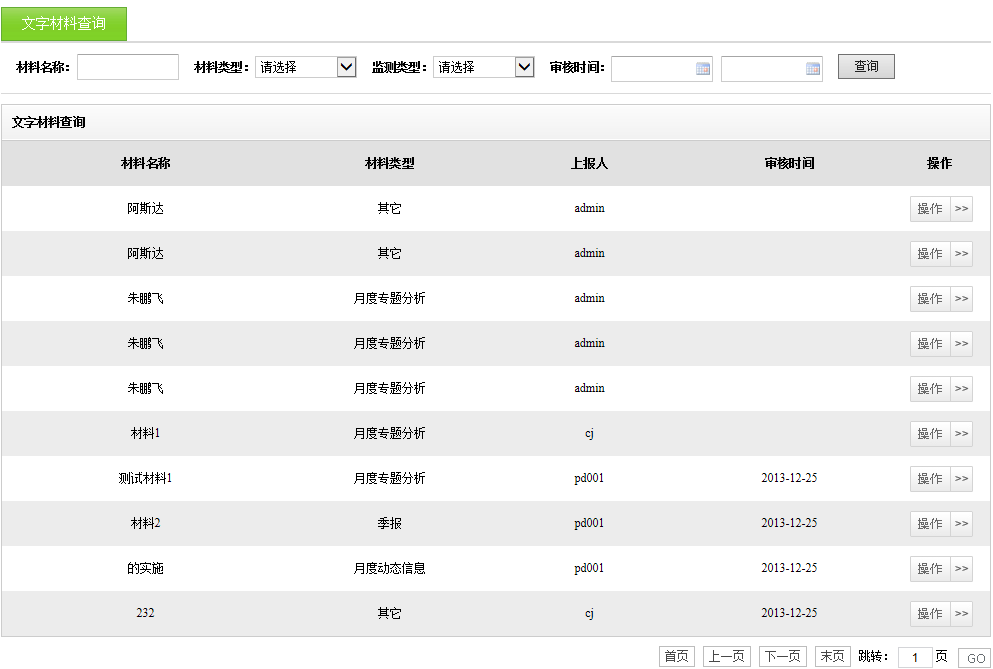 文字材料查询
材料名称： 材料类型： 请选择 监测类型： 请选择 审核时间： 查询
文字材料查询
材料名称 材料类型 上报人 审核时间 操作
阿斯达 其它 admin 操作 >>
阿斯达 其它 admin 操作 >>
朱鹏飞 月度专题分析 admin 操作 >>
朱鹏飞 月度专题分析 admin 操作 >>
朱鹏飞 月度专题分析 admin 操作 >>
材料1 月度专题分析 cj 操作 >>
测试材料1 月度专题分析 pd001 2013-12-25 操作 >>
材料2 季报 pd001 2013-12-25 操作 >>
的实施 月度动态信息 pd001 2013-12-25 操作 >>
232 其它 cj 2013-12-25 操作 >>
首页 上一页 下一页 末页 跳转： 1 页 GO